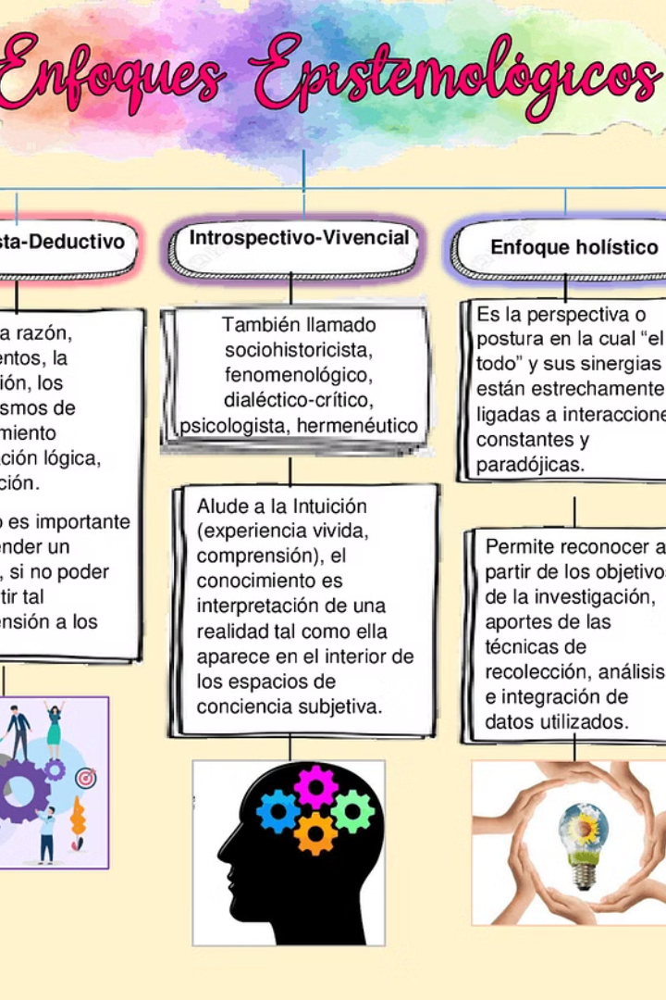 Enfoques Epistemológicos
sta-Deductivo
a razón,
entos, la
ión, los
smos de
miento
ción lógica,
ción.
o es importante
ender un
, si no poder
tir tal
ensión a los
Introspectivo-Vivencial
También llamado
sociohistoricista,
fenomenológico,
dialéctico-crítico,
psicologista, hermenéutico
Alude a la Intuición
(experiencia vivida,
comprensión), el
conocimiento es
interpretación de una
realidad tal como ella
aparece en el interior de
los espacios de
conciencia subjetiva.
Enfoque holístico
Es la perspectiva o
postura en la cual “el
todo” y sus sinergias
están estrechamente
ligadas a interaccione
constantes y
paradójicas.
Permite reconocer a
partir de los objetivos
de la investigación,
aportes de las
técnicas de
recolección, análisis
e integración de
datos utilizados.